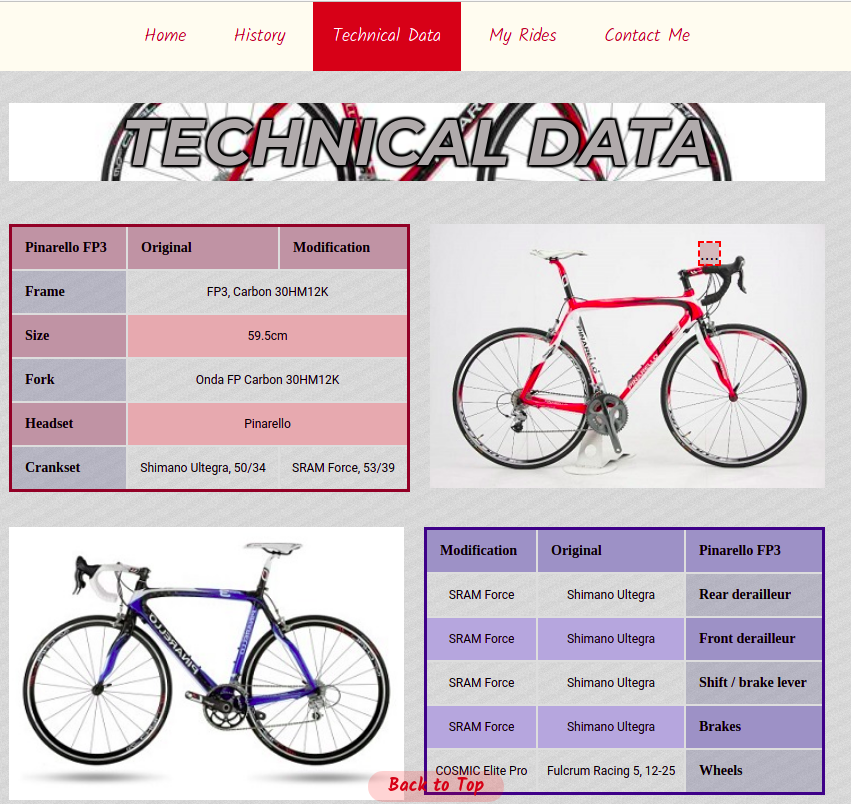 Home History Technical Data My Rides Contact Me
TECHNICAL DATA
Pinarello FP3 Original Modification
Frame FP3, Carbon 30HM12K
Size 59.5cm
Fork Onda FP Carbon 30HM12K
Headset Pinarello
Crankset Shimano Ultegra, 50/34 SRAM Force, 53/39
....
PINARELLO
PINARELLO
Modification Original Pinarello FP3
SRAM Force Shimano Ultegra Rear derailleur
SRAM Force Shimano Ultegra Front derailleur
SRAM Force Shimano Ultegra Shift / brake lever
SRAM Force Shimano Ultegra Brakes
COSMIC Elite Pro Fulcrum Racing 5, 12-25 Wheels
PINARELLO
Back to Top